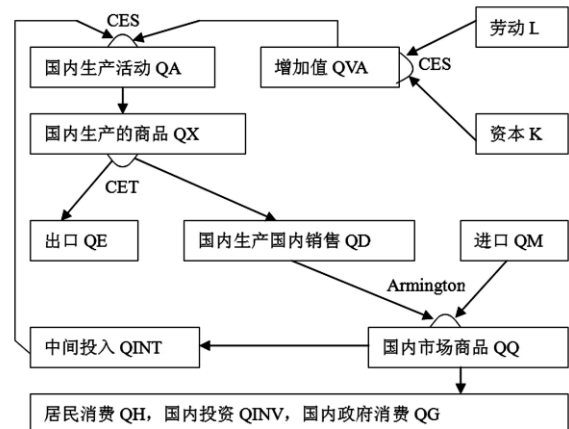 CES
劳动 L
国内生产活动 QA
增加值 QVA
CES
国内生产的商品 QX
资本 K
CET
出口 QE
国内生产国内销售 QD
进口 QM
Armington
中间投入 QINT
国内市场商品 QQ
居民消费 QH，国内投资 QINV，国内政府消费 QG